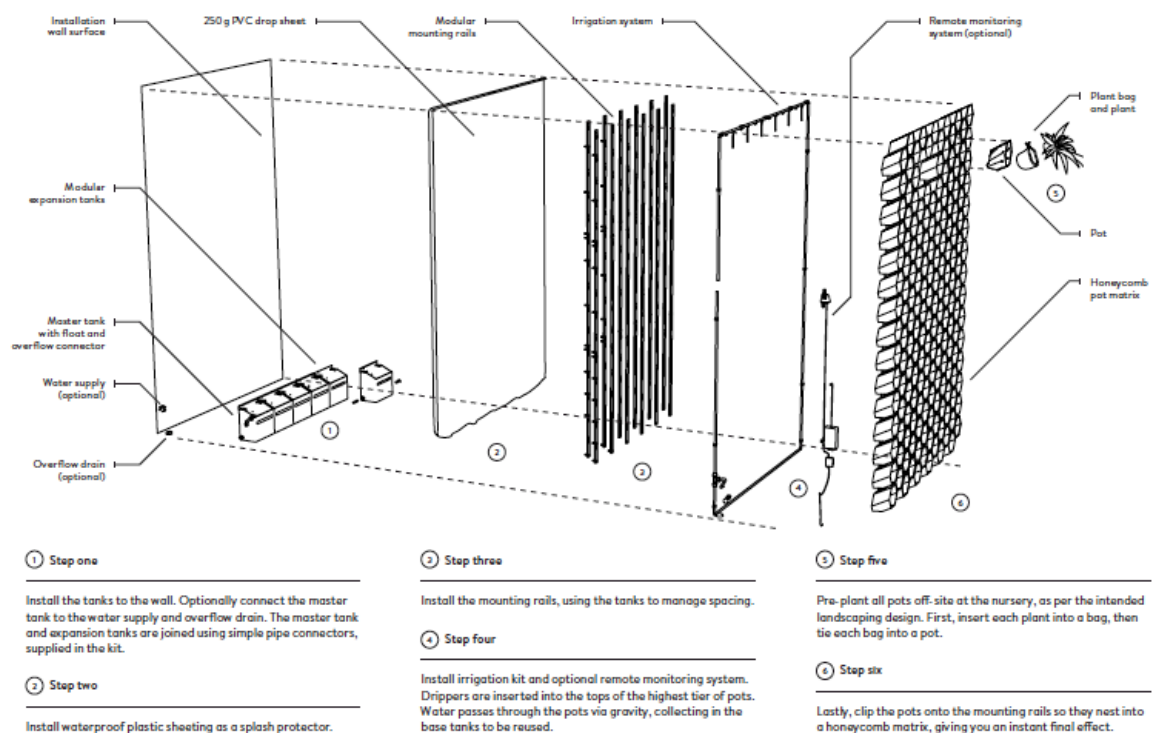 Installation
wall surface
250 g PVC drop sheet
Modular
mounting rails
Irrigation system
Remote monitoring
system (optional)
Plant bag
and plant
5
Pot
Honeycomb
pot matrix
Modular
expansion tanks
Master tank
with float and
overflow connector
Water supply
(optional)
Overflow drain
(optional)
1
2
3
4
6
1 Step one
Install the tanks to the wall. Optionally connect the master
tank to the water supply and overflow drain. The master tank
and expansion tanks are joined using simple pipe connectors,
supplied in the kit.
2 Step two
Install waterproof plastic sheeting as a splash protector.
3 Step three
Install the mounting rails, using the tanks to manage spacing.
4 Step four
Install irrigation kit and optional remote monitoring system.
Drippers are inserted into the tops of the highest tier of pots.
Water passes through the pots via gravity, collecting in the
base tanks to be reused.
5 Step five
Pre-plant all pots off-site at the nursery, as per the intended
landscaping design. First, insert each plant into a bag, then
tie each bag into a pot.
6 Step six
Lastly, clip the pots onto the mounting rails so they nest into
a honeycomb matrix, giving you an instant final effect.